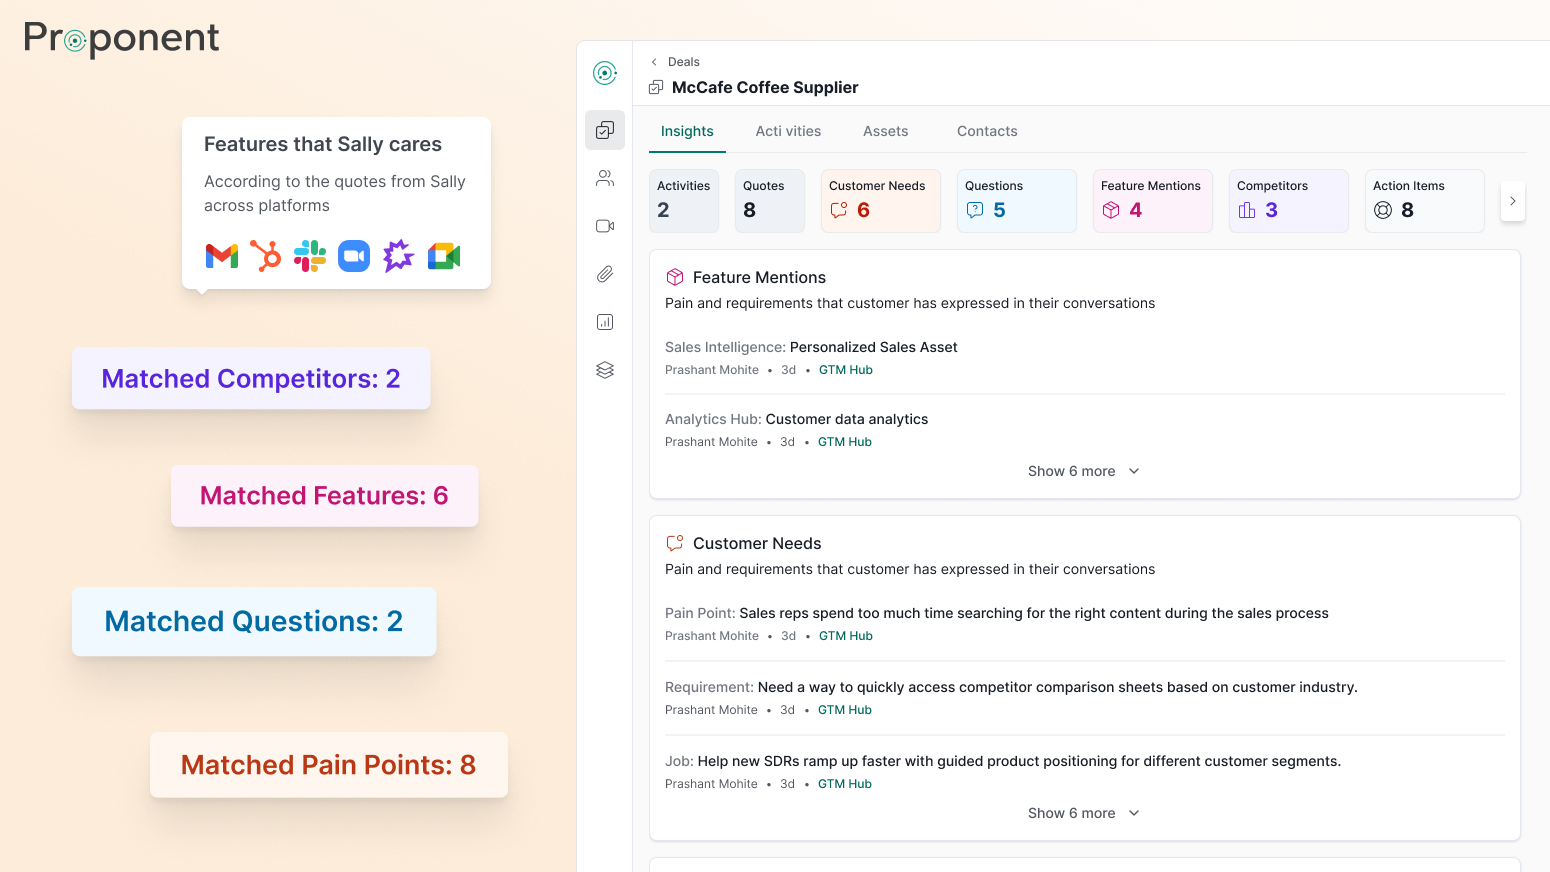 Proponent
Features that Sally cares
According to the quotes from Sally
across platforms
Matched Competitors: 2
Matched Features: 6
Matched Questions: 2
Matched Pain Points: 8
Deals
McCafe Coffee Supplier
Insights
Acti vities
Assets
Contacts
Activities
2
Quotes
8
Customer Needs
6
Questions
5
Feature Mentions
4
Competitors
3
Action Items
8
Feature Mentions
Pain and requirements that customer has expressed in their conversations
Sales Intelligence: Personalized Sales Asset
Prashant Mohite • 3d • GTM Hub
Analytics Hub: Customer data analytics
Prashant Mohite • 3d • GTM Hub
Show 6 more
Customer Needs
Pain and requirements that customer has expressed in their conversations
Pain Point: Sales reps spend too much time searching for the right content during the sales process
Prashant Mohite • 3d • GTM Hub
Requirement: Need a way to quickly access competitor comparison sheets based on customer industry.
Prashant Mohite • 3d • GTM Hub
Job: Help new SDRs ramp up faster with guided product positioning for different customer segments.
Prashant Mohite • 3d • GTM Hub
Show 6 more